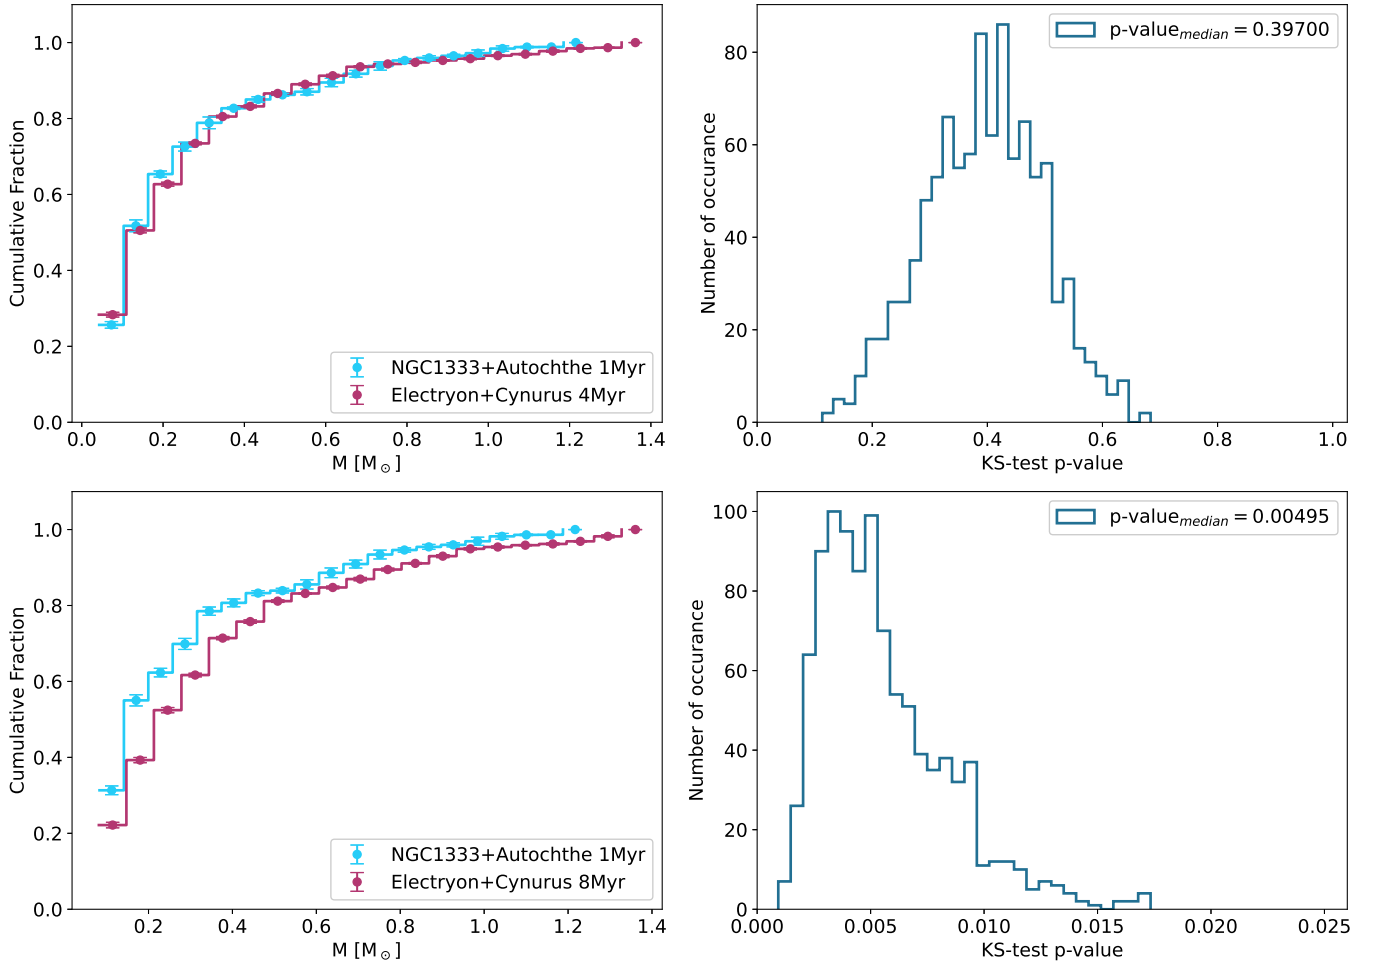 1.0
0.8
0.6
0.4
0.2
0.0
Cumulative Fraction
NGC1333+Autochthe 1Myr
Electryon+Cynurus 4Myr
0.0 0.2 0.4 0.6 0.8 1.0 1.2 1.4
M [M⊙]
80
60
40
20
0
Number of occurance
p-value_median = 0.39700
0.0 0.2 0.4 0.6 0.8 1.0
KS-test p-value
1.0
0.8
0.6
0.4
0.2
0.0
Cumulative Fraction
NGC1333+Autochthe 1Myr
Electryon+Cynurus 8Myr
0.2 0.4 0.6 0.8 1.0 1.2 1.4
M [M⊙]
100
80
60
40
20
0
Number of occurance
p-value_median = 0.00495
0.000 0.005 0.010 0.015 0.020 0.025
KS-test p-value